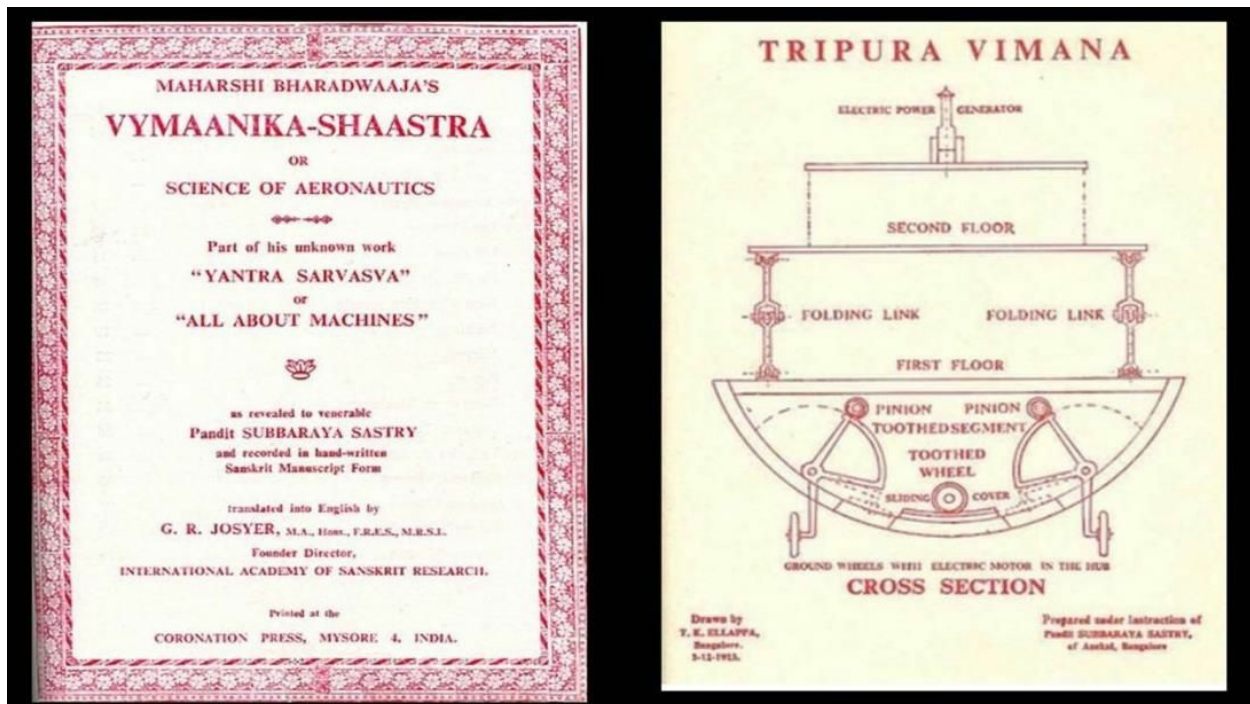 MAHARSHI BHARADWAAJA'S
VYMAANIKA-SHAASTRA
OR
SCIENCE OF AERONAUTICS
Part of his unknown work
"YANTRA SARVASVA"
or
"ALL ABOUT MACHINES"
as revealed to venerable
Pandit SUBBARAYA SASTRY
and recorded in hand-written
Sanskrit Manuscript Form
translated into English by
G. R. JOSYER, M.A., Hons., F.R.E.S., M.R.S.I.
Founder Director,
INTERNATIONAL ACADEMY OF SANSKRIT RESEARCH.
Printed at the
CORONATION PRESS, MYSORE 4, INDIA.
TRIPURA VIMANA
ELECTRIC POWER GENERATOR
SECOND FLOOR
FOLDING LINK FOLDING LINK
FIRST FLOOR
PINION PINION
TOOTHED SEGMENT
TOOTHED
WHEEL
SLIDING COVER
GROUND WHEELS WITH ELECTRIC MOTOR IN THE HUB
CROSS SECTION
Drawn by
T. K. ELLAPPA,
Bangalore.
Prepared under instruction of
Pandit SUBBARAYA SASTRY,
of Anekal, Bangalore